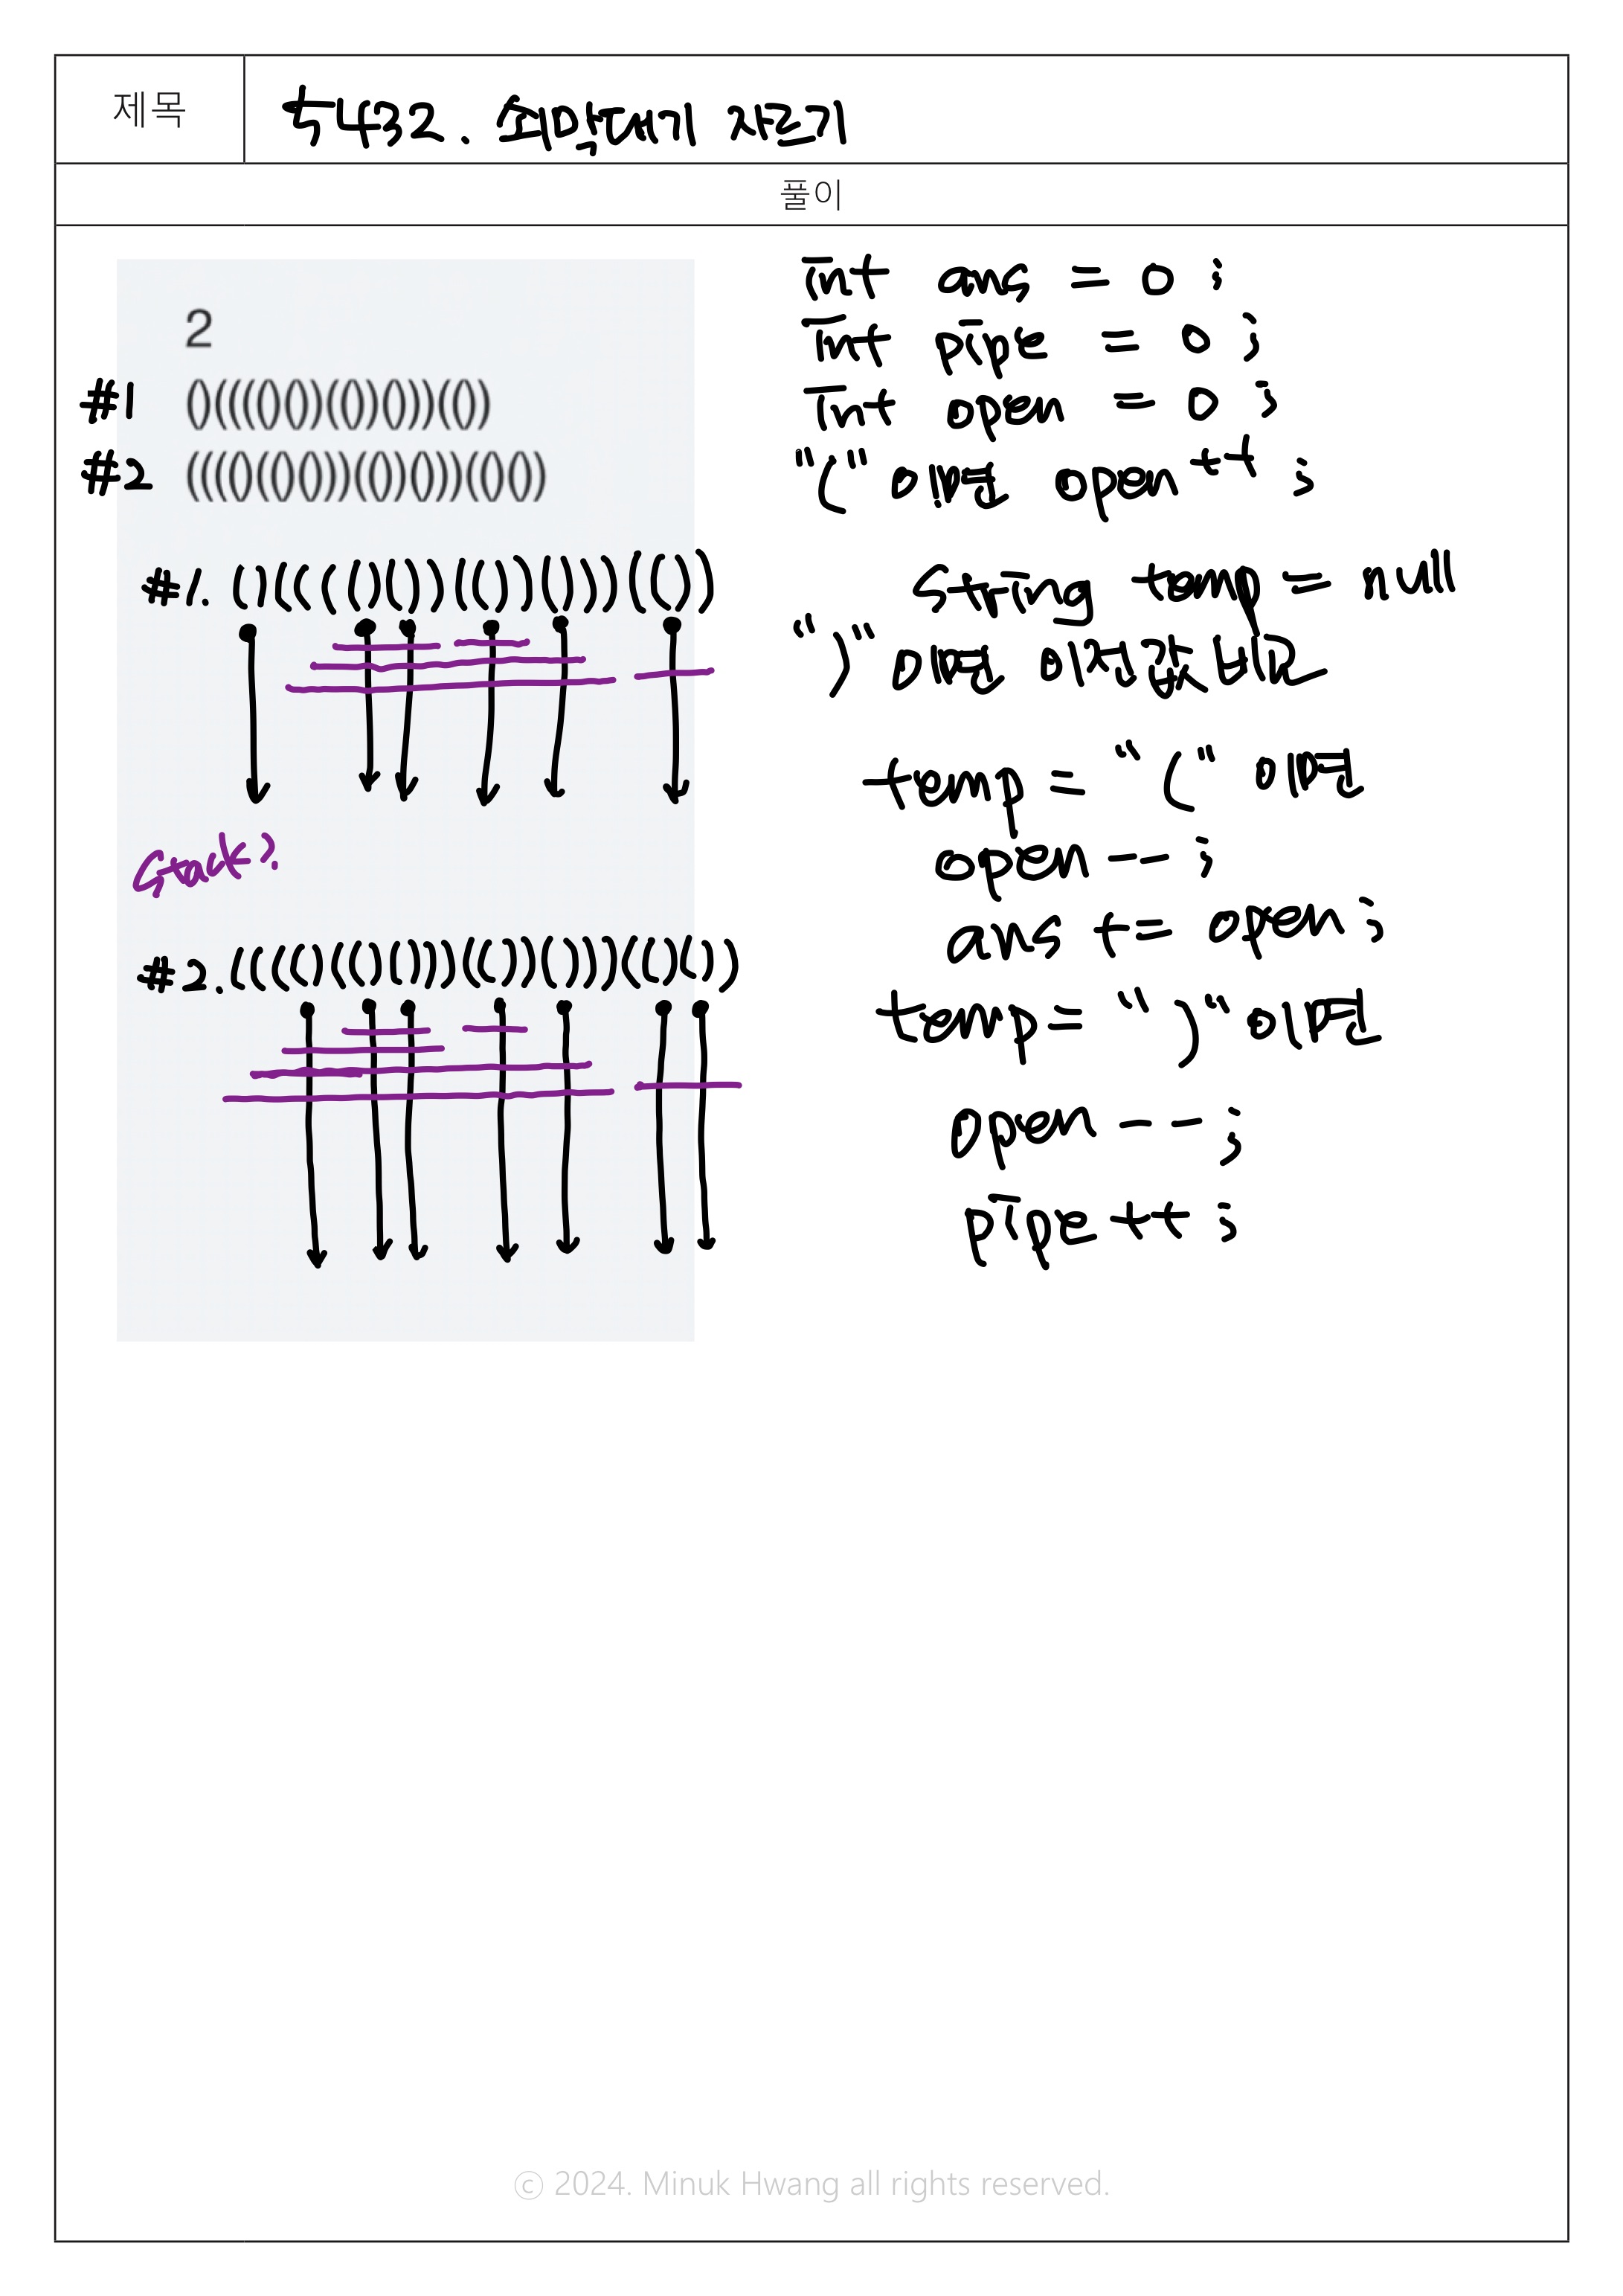 제목
5432. 쇠막대기 자르기
풀이
2
#1 ()(((()())(())()))(())
#2 (((()(()()))(())()))(()())
#1. ()(((()())(())()))(())
stack?
#2. (((()(()()))(())()))(()())
int ans = 0 ;
int pipe = 0 ;
int open = 0 ;
"(" 이면 open++ ;
String temp = null
")" 이면 이전값 비교
temp = "(" 이면
open -- ;
ans += open ;
temp = ")" 이면
open -- ;
pipe ++ ;
© 2024. Minuk Hwang all rights reserved.